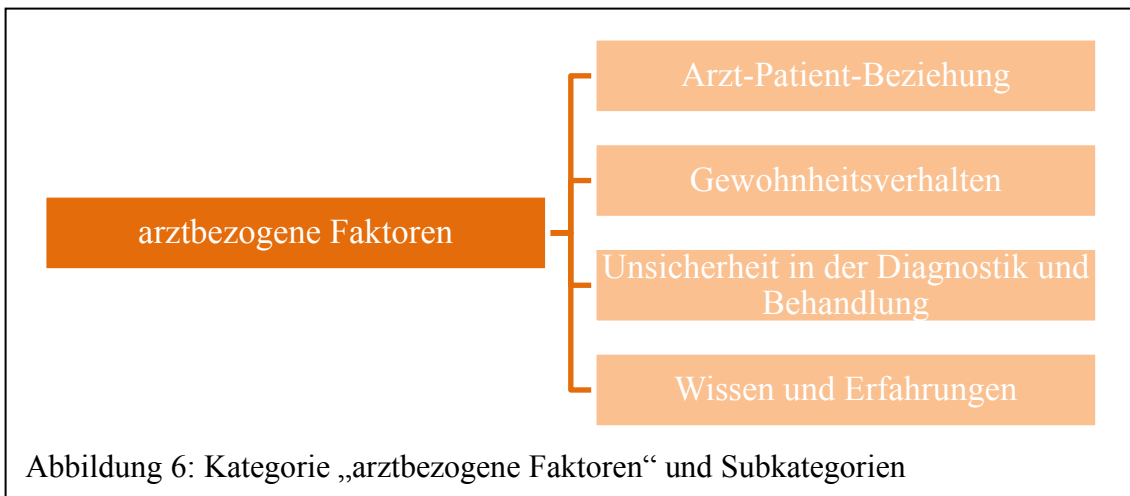 arztbezogene Faktoren
Arzt-Patient-Beziehung
Gewohnheitsverhalten
Unsicherheit in der Diagnostik und
Behandlung
Wissen und Erfahrungen
Abbildung 6: Kategorie „arztbezogene Faktoren“ und Subkategorien